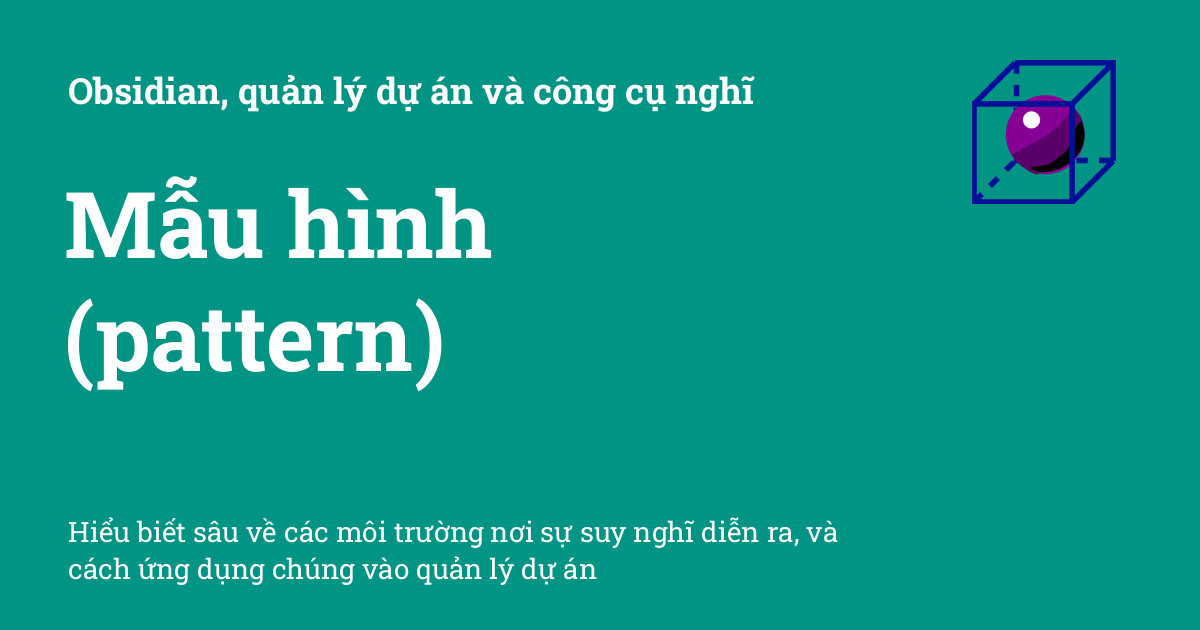 Obsidian, quản lý dự án và công cụ nghĩ
Mẫu hình
(pattern)
Hiểu biết sâu về các môi trường nơi sự suy nghĩ diễn ra, và
cách ứng dụng chúng vào quản lý dự án